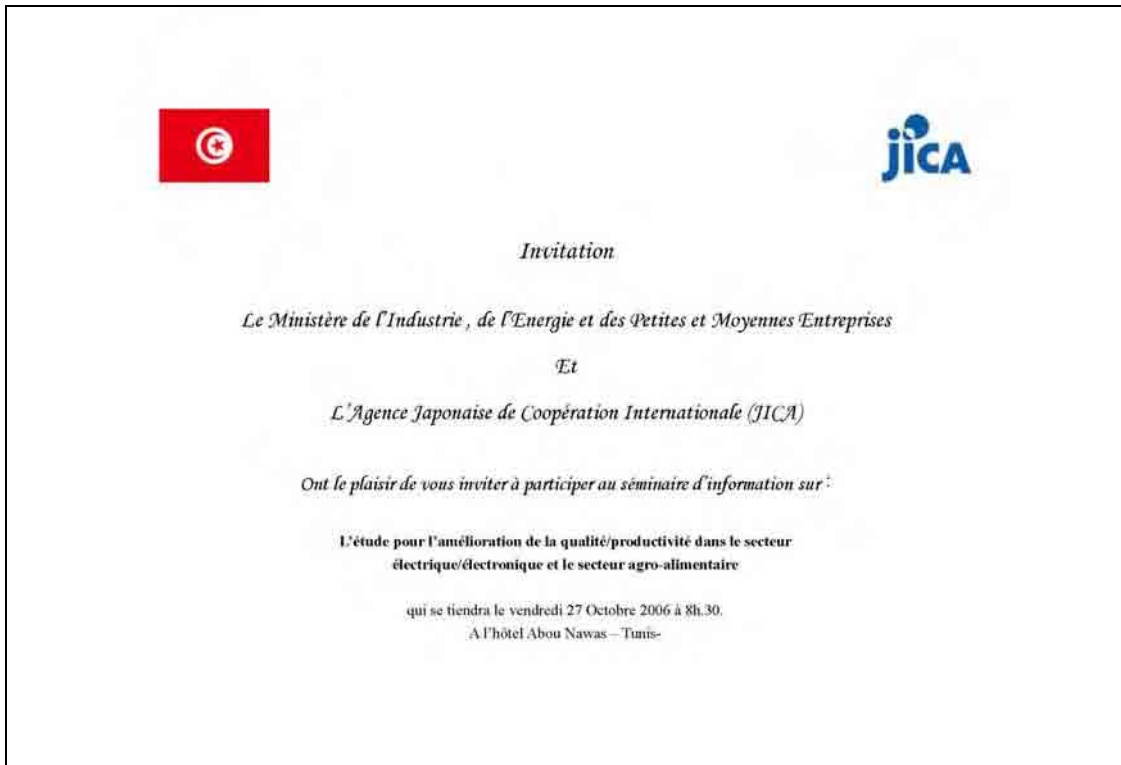 jica
Invitation
Le Ministère de l'Industrie , de l'Energie et des Petites et Moyennes Entreprises
Et
L'Agence Japonaise de Coopération Internationale (JICA)
Ont le plaisir de vous inviter à participer au séminaire d'information sur :
L'étude pour l'amélioration de la qualité/productivité dans le secteur
électrique/électronique et le secteur agro-alimentaire
qui se tiendra le vendredi 27 Octobre 2006 à 8h.30.
A l'hôtel Abou Nawas – Tunis-